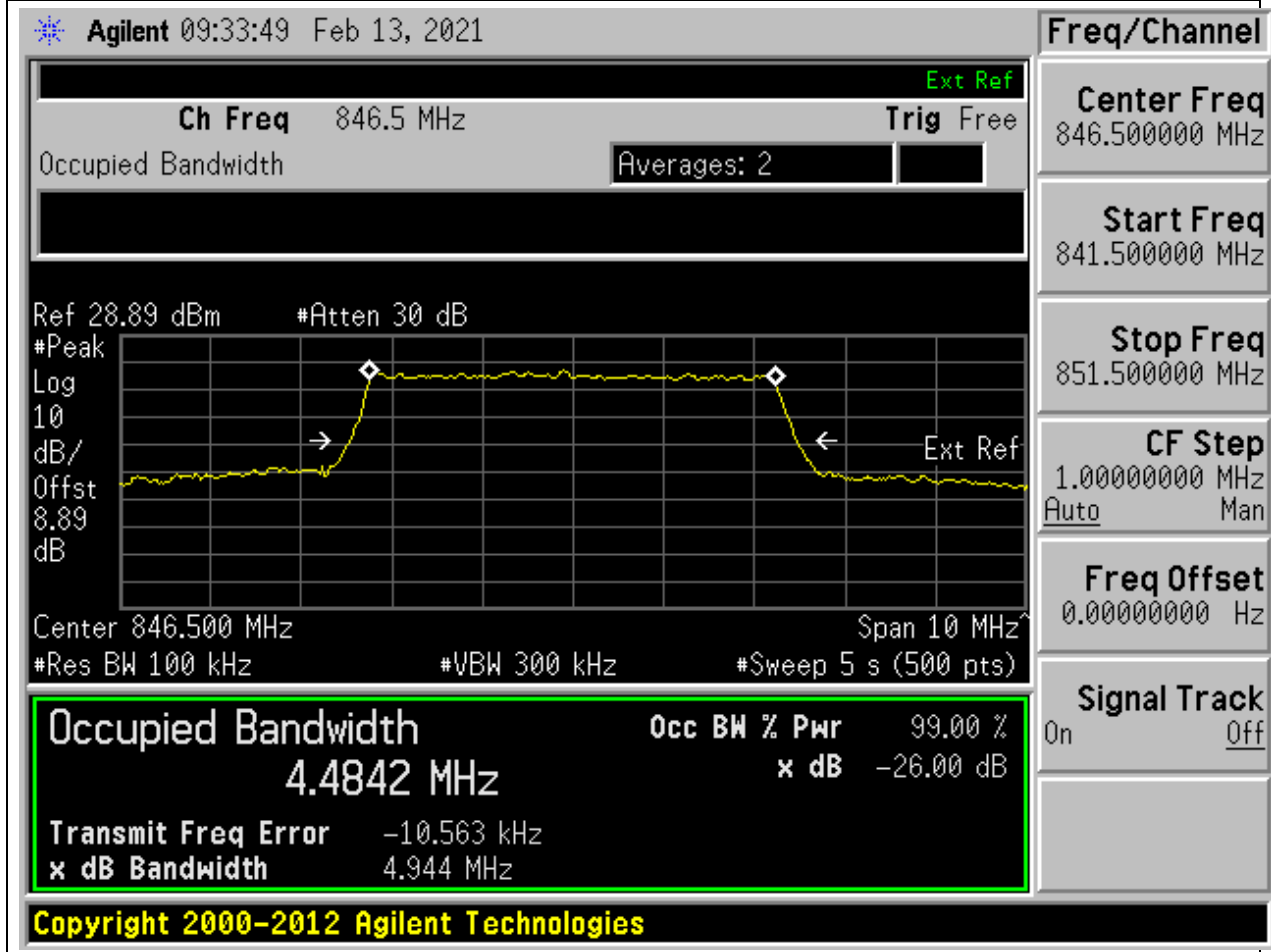 Agilent 09:33:49 Feb 13, 2021
Freq/Channel
Ext Ref
Ch Freq 846.5 MHz Trig Free
Occupied Bandwidth Averages: 2
Ref 28.89 dBm #Atten 30 dB
#Peak
Log
10
dB/
Offst
8.89
dB
Ext Ref
Center 846.500 MHz Span 10 MHz^
#Res BW 100 kHz #VBW 300 kHz #Sweep 5 s (500 pts)
Occupied Bandwidth Occ BW % Pwr 99.00 %
4.4842 MHz x dB -26.00 dB
Transmit Freq Error -10.563 kHz
x dB Bandwidth 4.944 MHz
Center Freq
846.500000 MHz
Start Freq
841.500000 MHz
Stop Freq
851.500000 MHz
CF Step
1.00000000 MHz
Auto Man
Freq Offset
0.00000000 Hz
Signal Track
On Off
Copyright 2000-2012 Agilent Technologies